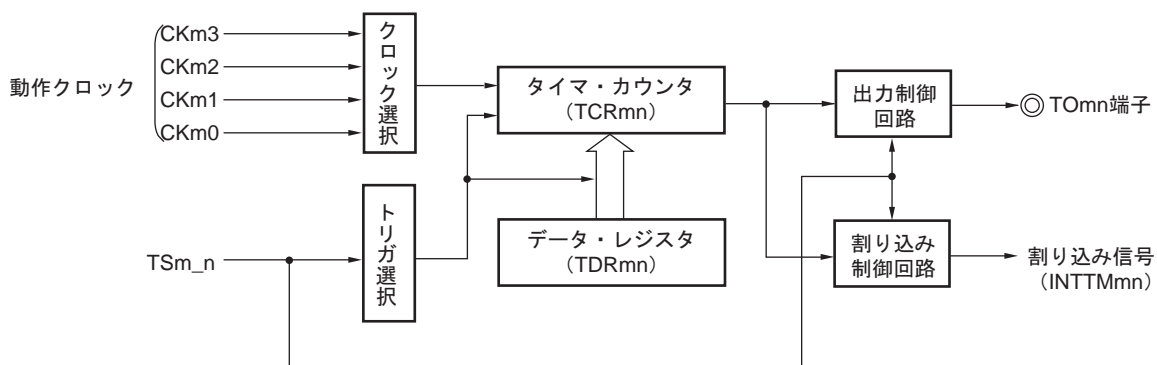 動作クロック
CKm3
CKm2
CKm1
CKm0
クロック選択
タイマ・カウンタ
(TCRmn)
出力制御
回路
TOmn端子
TSm_n
トリガ選択
データ・レジスタ
(TDRmn)
割り込み
制御回路
割り込み信号
(INTTMmn)